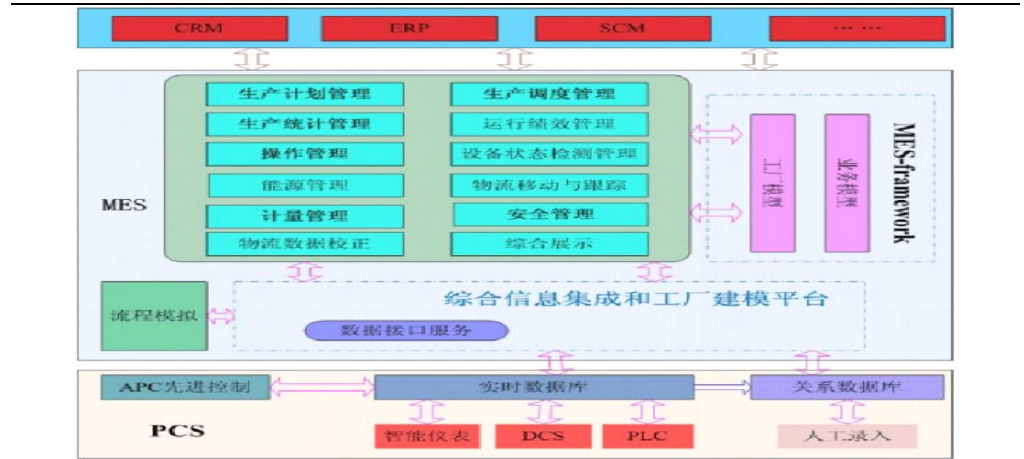 CRM ERP SCM ... ...
生产计划管理 生产调度管理
生产统计管理 运行绩效管理
操作管理 设备状态检测管理
能源管理 物流移动与跟踪
计量管理 安全管理
物流数据校正 综合展示
MES
工厂模型
业务模型
MES-framework
流程模拟
综合信息集成和工厂建模平台
数据接口服务
APC先进控制 实时数据库 关系数据库
PCS
智能仪表 DCS PLC 人工录入